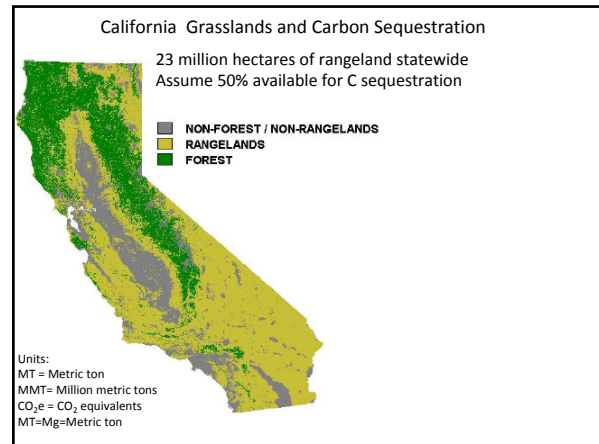 California Grasslands and Carbon Sequestration
23 million hectares of rangeland statewide
Assume 50% available for C sequestration
NON-FOREST / NON-RANGELANDS
RANGELANDS
FOREST
Units:
MT = Metric ton
MMT= Million metric tons
CO₂e = CO₂ equivalents
MT=Mg=Metric ton